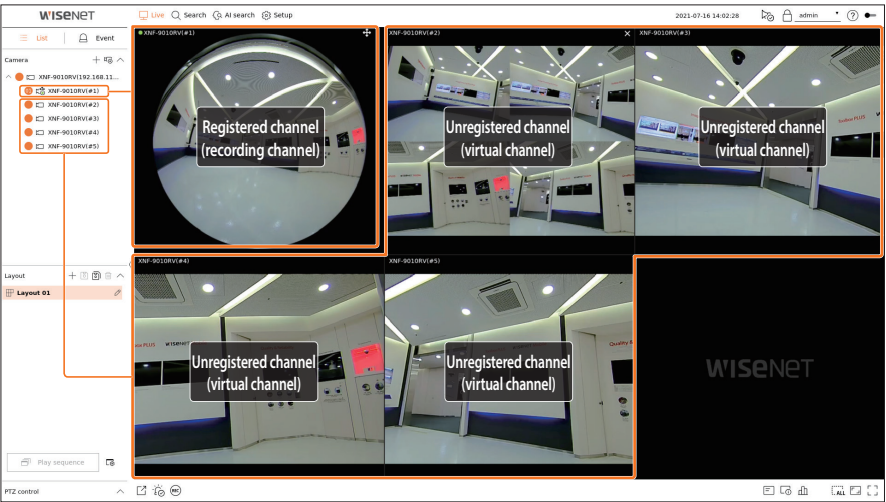 WISENET
Live
Search
AI search
Setup
2021-07-16 14:02:28
admin
?
List
Event
Camera
XNF-9010RV(192.168.11...
XNF-9010RV(#1)
XNF-9010RV(#2)
XNF-9010RV(#3)
XNF-9010RV(#4)
XNF-9010RV(#5)
Layout
Layout 01
Play sequence
PTZ control
XNF-9010RV(#1)
Registered channel
(recording channel)
XNF-9010RV(#2)
Unregistered channel
(virtual channel)
XNF-9010RV(#3)
Unregistered channel
(virtual channel)
XNF-9010RV(#4)
WISENET
Unregistered channel
(virtual channel)
XNF-9010RV(#5)
Quality &
Unregistered channel
(virtual channel)
WISENET
REC
ALL